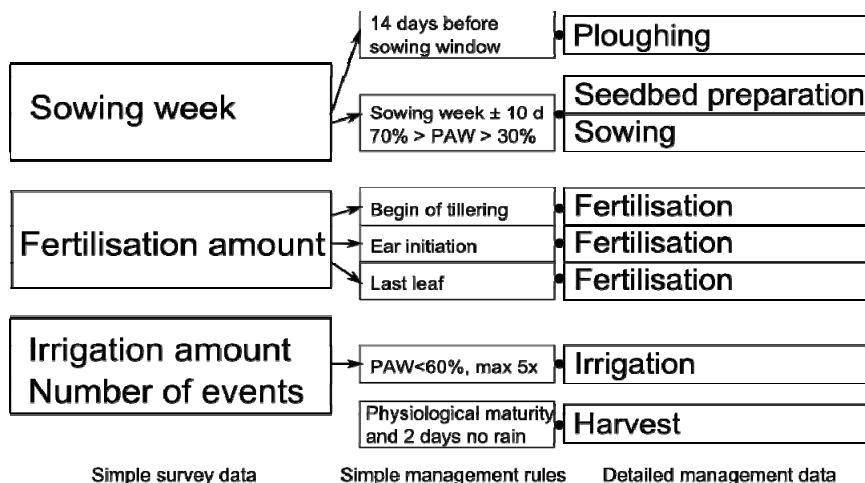 14 days before
sowing window
Ploughing
Sowing week
Sowing week ± 10 d
70% > PAW > 30%
Seedbed preparation
Sowing
Fertilisation amount
Begin of tillering
Fertilisation
Ear initiation
Fertilisation
Last leaf
Fertilisation
Irrigation amount
Number of events
PAW<60%, max 5x
Irrigation
Physiological maturity
and 2 days no rain
Harvest
Simple survey data
Simple management rules
Detailed management data